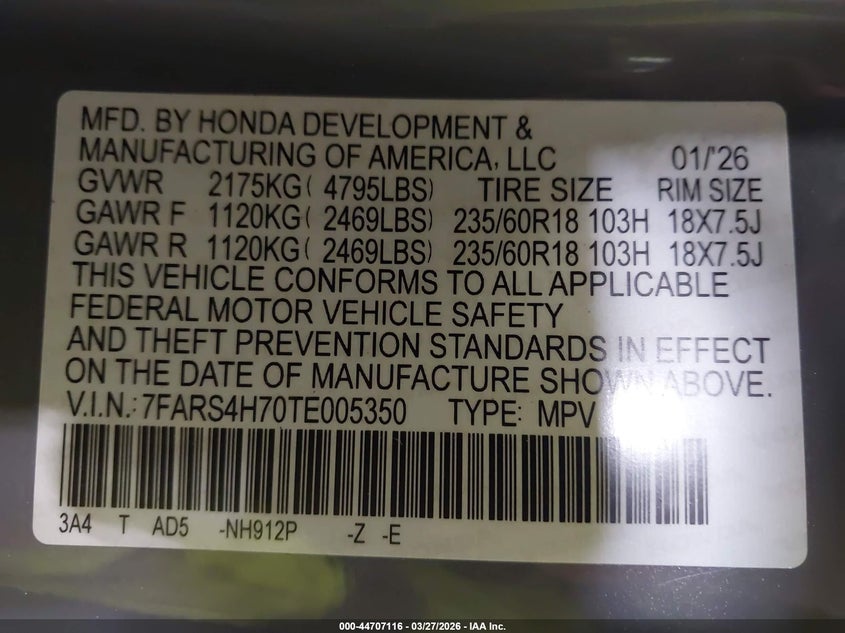 MFD. BY HONDA DEVELOPMENT &
MANUFACTURING OF AMERICA, LLC 01/'26
GVWR 2175KG( 4795LBS) TIRE SIZE RIM SIZE
GAWR F 1120KG( 2469LBS) 235/60R18 103H 18X7.5J
GAWR R 1120KG( 2469LBS) 235/60R18 103H 18X7.5J
THIS VEHICLE CONFORMS TO ALL APPLICABLE
FEDERAL MOTOR VEHICLE SAFETY
AND THEFT PREVENTION STANDARDS IN EFFECT
ON THE DATE OF MANUFACTURE SHOWN ABOVE.
V.I.N.: 7FARS4H70TE005350 TYPE: MPV
3A4 T AD5 -NH912P -Z -E
000-44707116 - 03/27/2026 - IAA Inc.